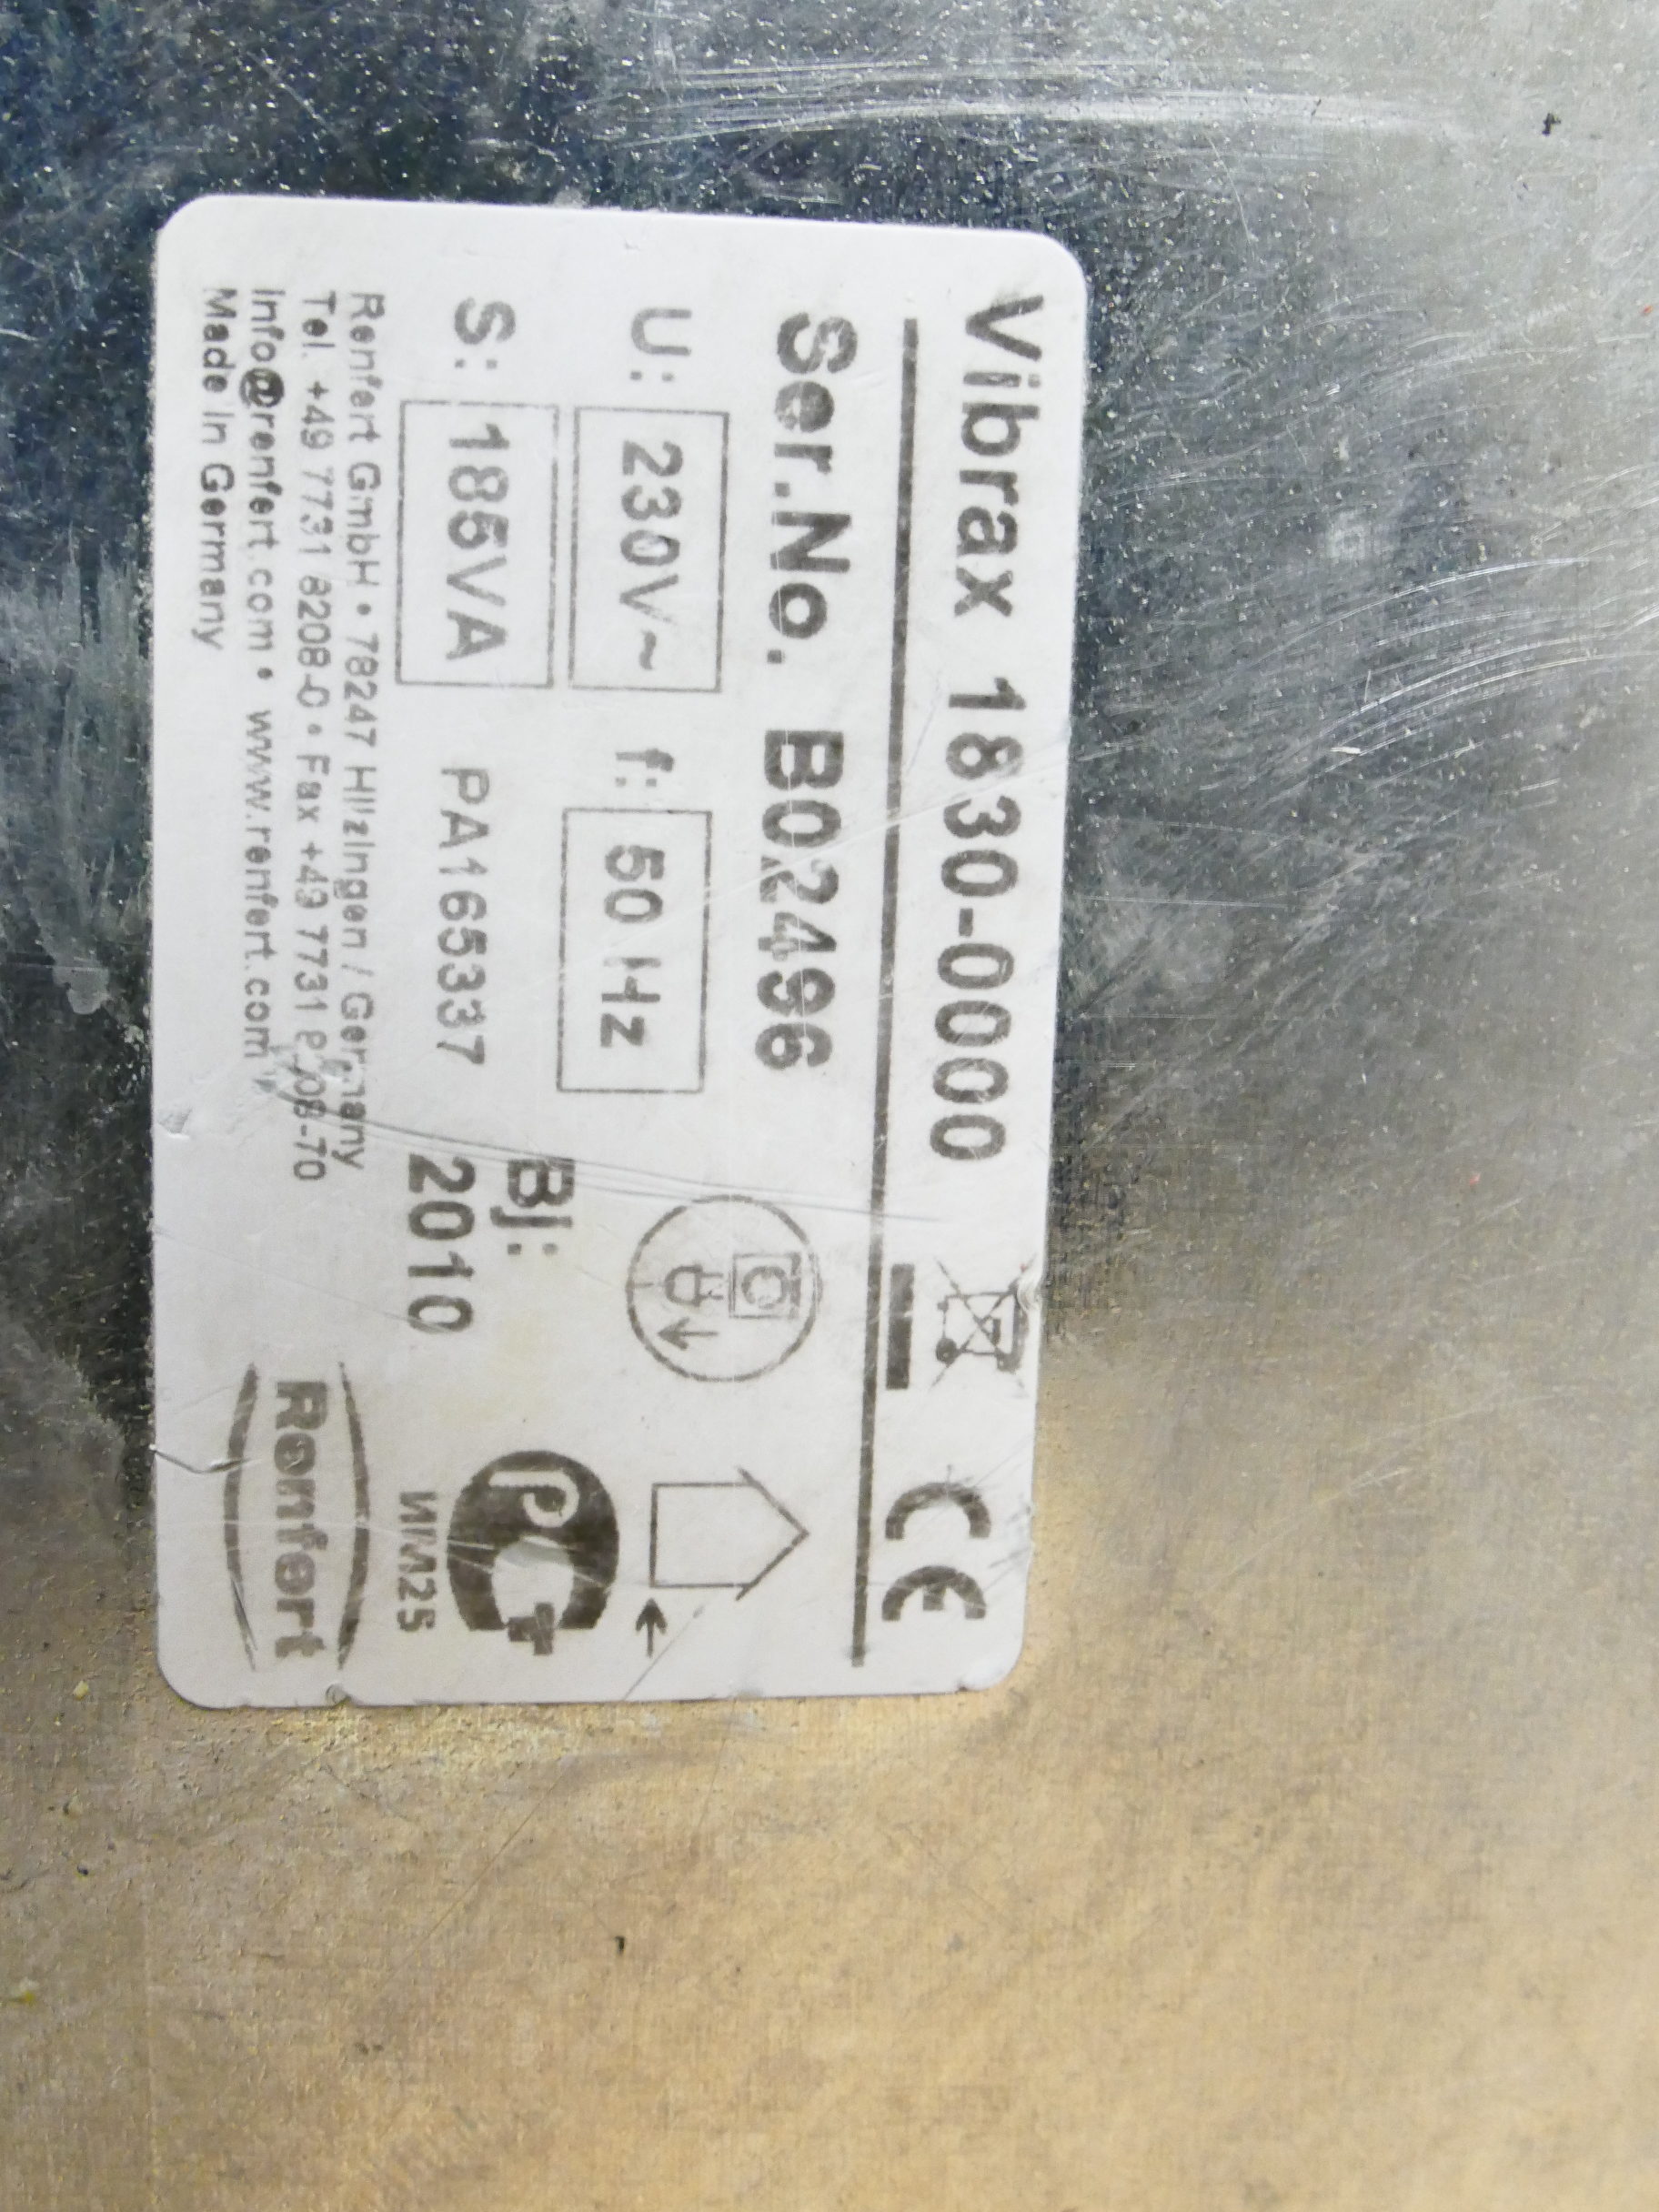 Vibrax 1830-0000 CE
Ser.No. B02496
U: 230V~ f: 50 Hz
S: 185VA PA165337
Bj:
2010
Renfert GmbH • 78247 Hilzingen / Germany
Tel. +49 7731 8208-0 • Fax +49 7731 8208-70
info@renfert.com • www.renfert.com
Made in Germany
Renfert